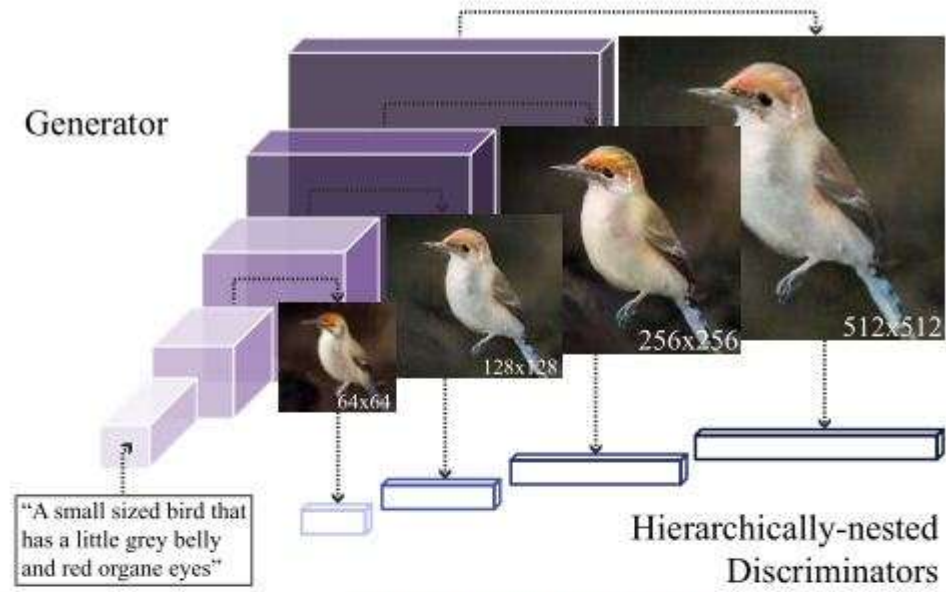 Generator
512x512
256x256
128x128
64x64
“A small sized bird that
has a little grey belly
and red organe eyes”
Hierarchically-nested
Discriminators